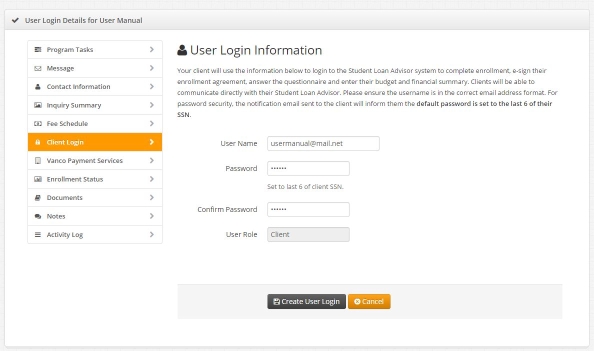 User Login Details for User Manual
Program Tasks
Message
Contact Information
Inquiry Summary
Fee Schedule
Client Login
Vanco Payment Services
Enrollment Status
Documents
Notes
Activity Log
User Login Information
Your client will use the information below to login to the Student Loan Advisor system to complete enrollment, e-sign their
enrollment agreement, answer the questionnaire and enter their budget and financial summary. Clients will be able to
communicate directly with their Student Loan Advisor. Please ensure the username is in the correct email address format. For
password security, the notification email sent to the client will inform them the default password is set to the last 6 of their
SSN.
User Name usermanual@mail.net
Password ••••••
Set to last 6 of client SSN.
Confirm Password ••••••
User Role Client
Create User Login Cancel